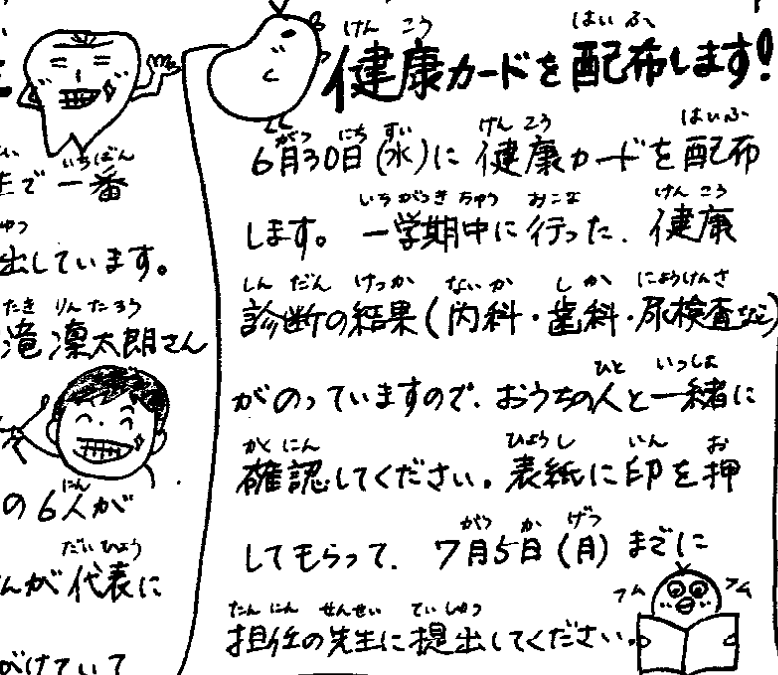 健康カードを配布します!
6月30日(水)に健康カードを配布
します。一学期中に行った、健康
診断の結果(内科・歯科・尿検査など)
がのっていますので、おうちの人と一緒に
確認してください。表紙に印を押
してもらって、7月5日(月)までに
担任の先生に提出してください。
フム フム
で一番
出しています。
滝凜太朗さん
の6人が
んが代表に
がけていて